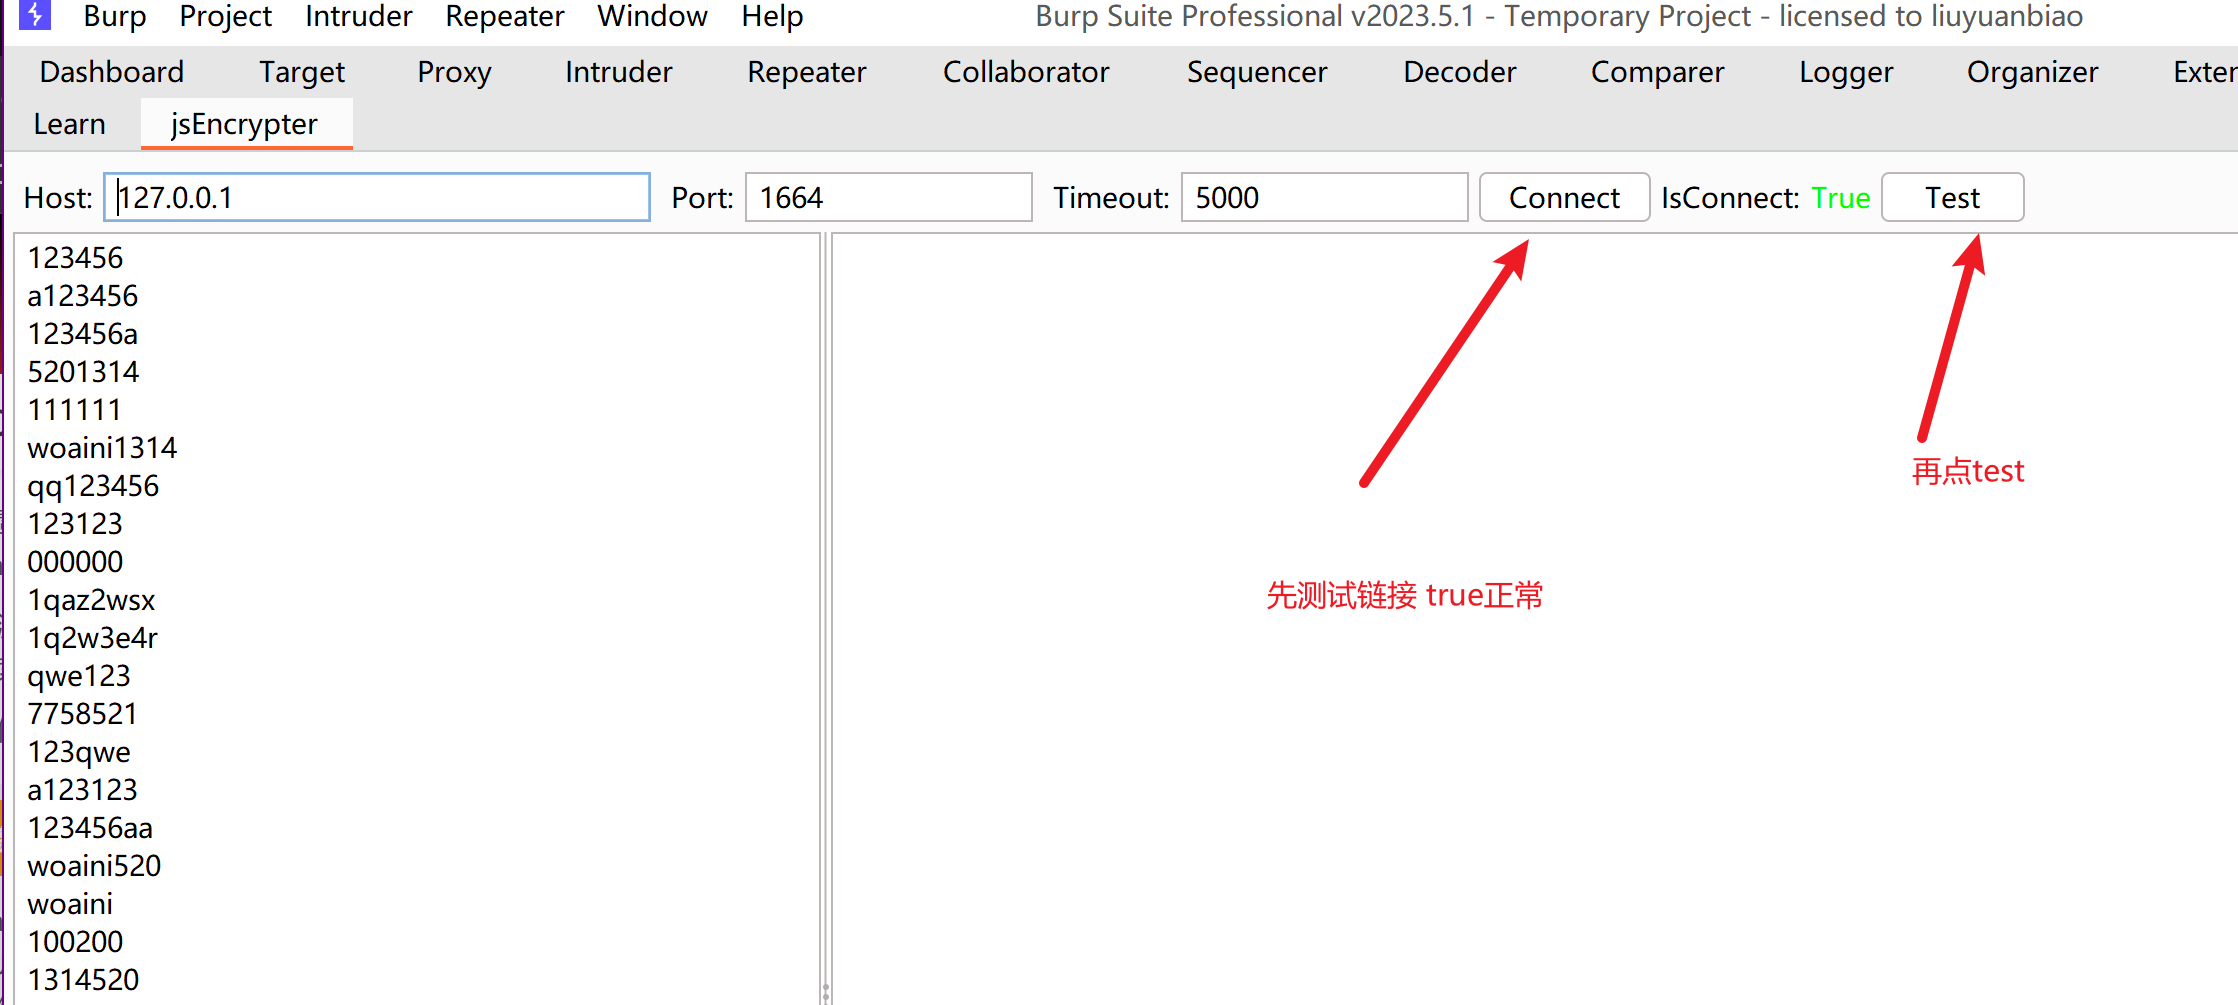 Burp Project Intruder Repeater Window Help Burp Suite Professional v2023.5.1 - Temporary Project - licensed to liuyuanbiao
Dashboard Target Proxy Intruder Repeater Collaborator Sequencer Decoder Comparer Logger Organizer Exter
Learn jsEncrypter
Host: 127.0.0.1 Port: 1664 Timeout: 5000 Connect IsConnect: True Test
123456
a123456
123456a
5201314
111111
woaini1314
qq123456
123123
000000
1qaz2wsx
1q2w3e4r
qwe123
7758521
123qwe
a123123
123456aa
woaini520
woaini
100200
1314520
再点test
先测试链接 true正常